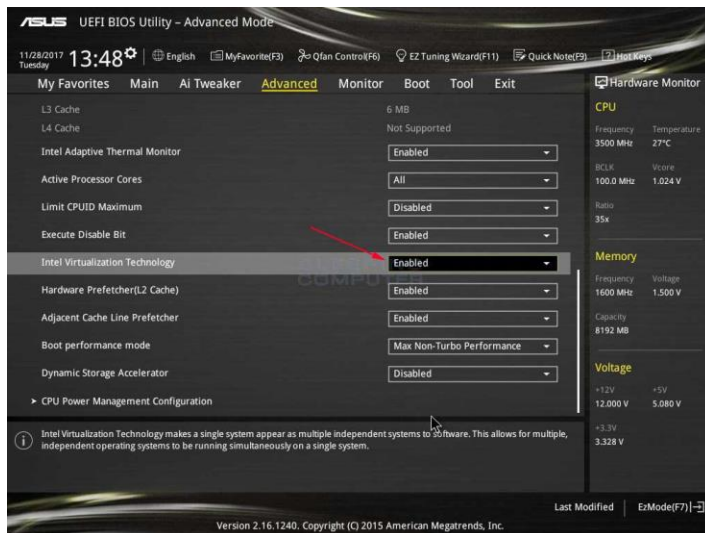 ASUS UEFI BIOS Utility – Advanced Mode
11/28/2017 Tuesday 13:48 English MyFavorite(F3) Qfan Control(F6) EZ Tuning Wizard(F11) Quick Note(F9) Hot Keys
My Favorites Main Ai Tweaker Advanced Monitor Boot Tool Exit
L3 Cache 6 MB
L4 Cache Not Supported
Intel Adaptive Thermal Monitor Enabled
Active Processor Cores All
Limit CPUID Maximum Disabled
Execute Disable Bit Enabled
Intel Virtualization Technology Enabled
COMPUTER
Hardware Prefetcher(L2 Cache) Enabled
Adjacent Cache Line Prefetcher Enabled
Boot performance mode Max Non-Turbo Performance
Dynamic Storage Accelerator Disabled
> CPU Power Management Configuration
Intel Virtualization Technology makes a single system appear as multiple independent systems to software. This allows for multiple,
independent operating systems to be running simultaneously on a single system.
Hardware Monitor
CPU
Frequency Temperature
3500 MHz 27°C
BCLK Vcore
100.0 MHz 1.024 V
Ratio
35x
Memory
Frequency Voltage
1600 MHz 1.500 V
Capacity
8192 MB
Voltage
+12V +5V
12.000 V 5.080 V
+3.3V
3.328 V
Last Modified EzMode(F7)
Version 2.16.1240. Copyright (C) 2015 American Megatrends, Inc.